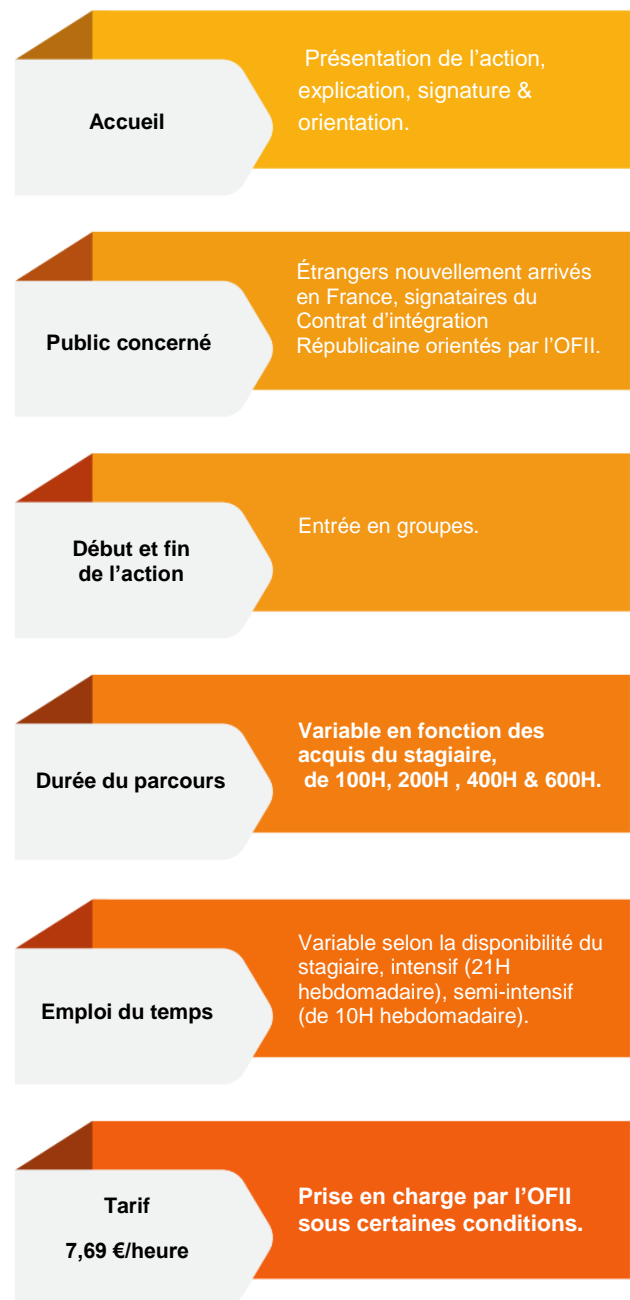 Accueil
Présentation de l’action,
explication, signature &
orientation.
Public concerné
Étrangers nouvellement arrivés
en France, signataires du
Contrat d’intégration
Républicaine orientés par l’OFII.
Début et fin
de l’action
Entrée en groupes.
Durée du parcours
Variable en fonction des
acquis du stagiaire,
de 100H, 200H , 400H & 600H.
Emploi du temps
Variable selon la disponibilité du
stagiaire, intensif (21H
hebdomadaire), semi-intensif
(de 10H hebdomadaire).
Tarif
7,69 €/heure
Prise en charge par l’OFII
sous certaines conditions.